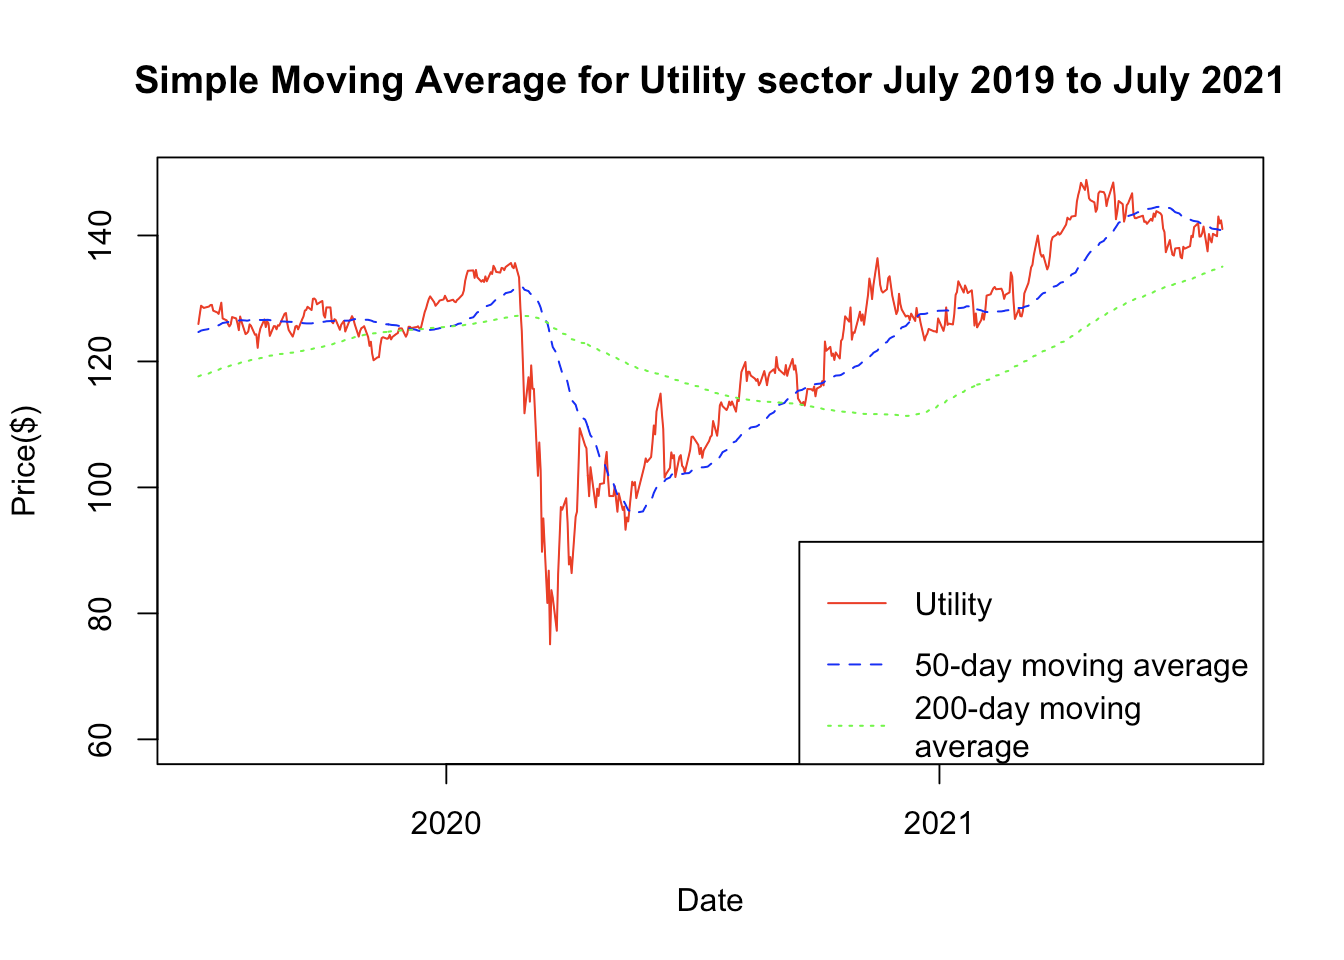 Simple Moving Average for Utility sector July 2019 to July 2021
Price($)
140
120
100
80
60
Utility
50-day moving average
200-day moving
average
2020
2021
Date